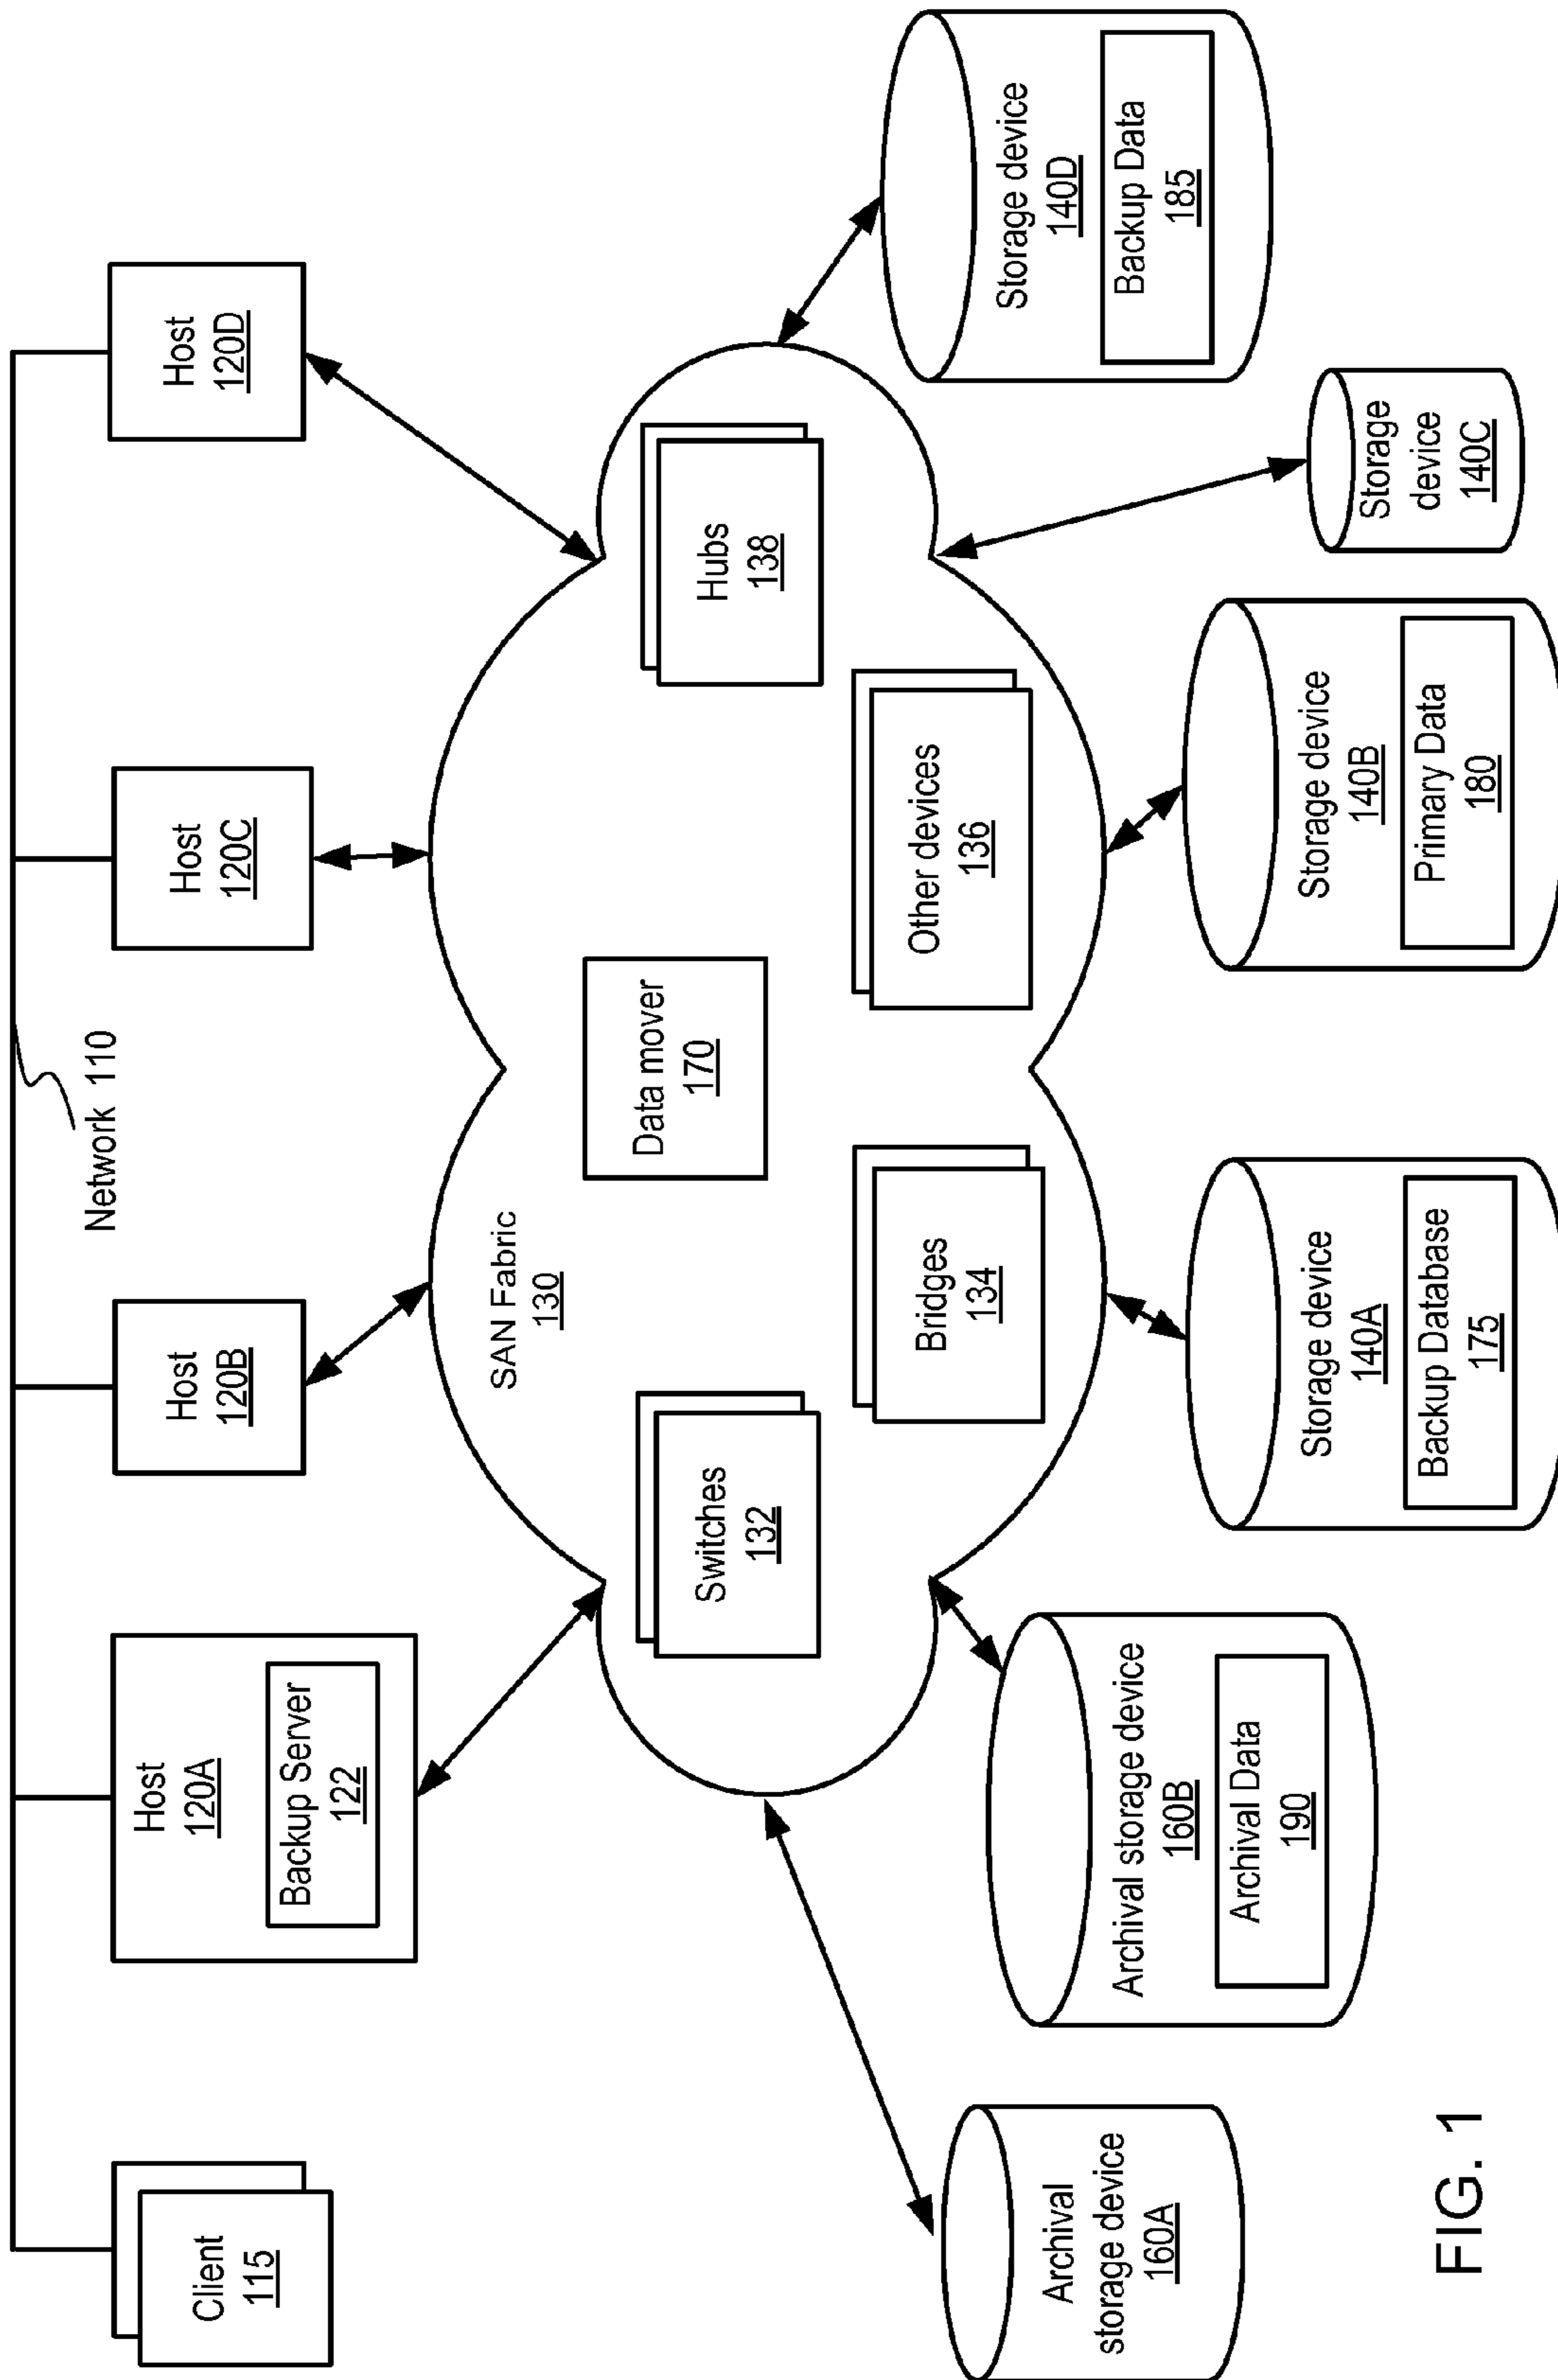 Network 110
Client
115
Host
120A
Backup Server
122
Host
120B
Host
120C
Host
120D
SAN Fabric
130
Switches
132
Bridges
134
Data mover
170
Other devices
136
Hubs
138
Archival
storage device
160A
Archival storage device
160B
Archival Data
190
Storage device
140A
Backup Database
175
Storage device
140B
Primary Data
180
Storage
device
140C
Storage device
140D
Backup Data
185
FIG. 1